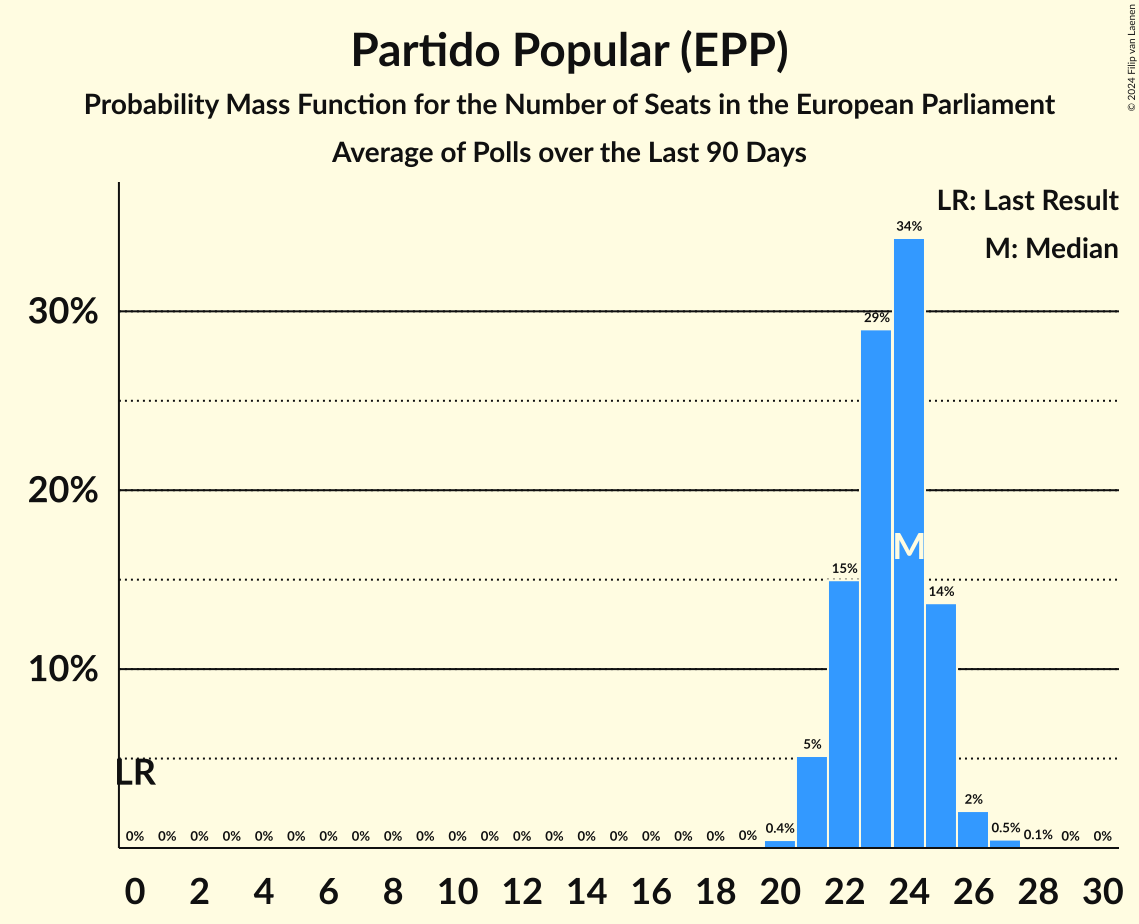 Partido Popular (EPP)
Probability Mass Function for the Number of Seats in the European Parliament
Average of Polls over the Last 90 Days
© 2024 Filip van Laenen
LR: Last Result
M: Median
34%
30%
29%
20%
M
15%
14%
10%
5%
LR
2%
0% 0% 0% 0% 0% 0% 0% 0% 0% 0% 0% 0% 0% 0% 0% 0% 0% 0% 0% 0% 0.4% 0.5% 0.1% 0% 0%
0 2 4 6 8 10 12 14 16 18 20 22 24 26 28 30